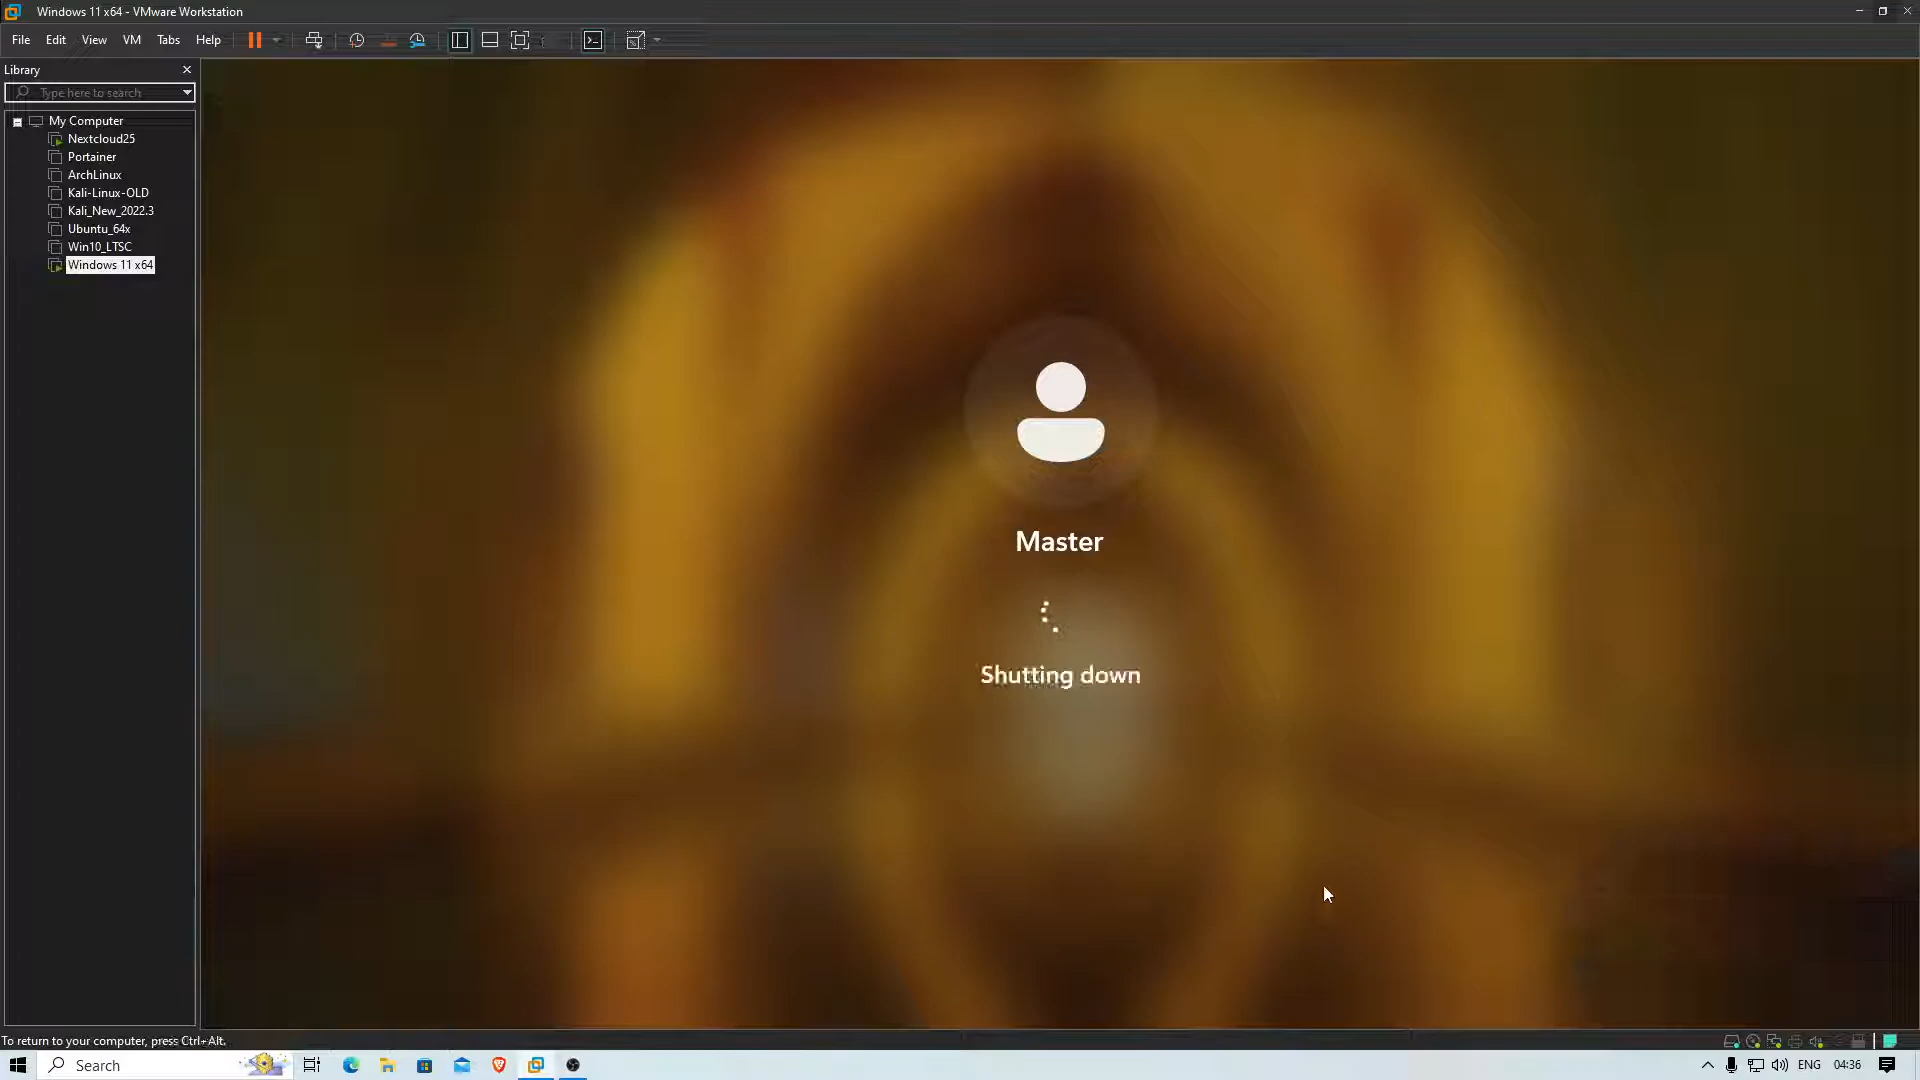 Windows 11 x64 - VMware Workstation
File Edit View VM Tabs Help
Library
Type here to search
My Computer
Nextcloud25
Portainer
ArchLinux
Kali-Linux-OLD
Kali_New_2022.3
Ubuntu_64x
Win10_LTSC
Windows 11 x64
Master
Shutting down
To return to your computer, press Ctrl+Alt.
Search
ENG 04:36